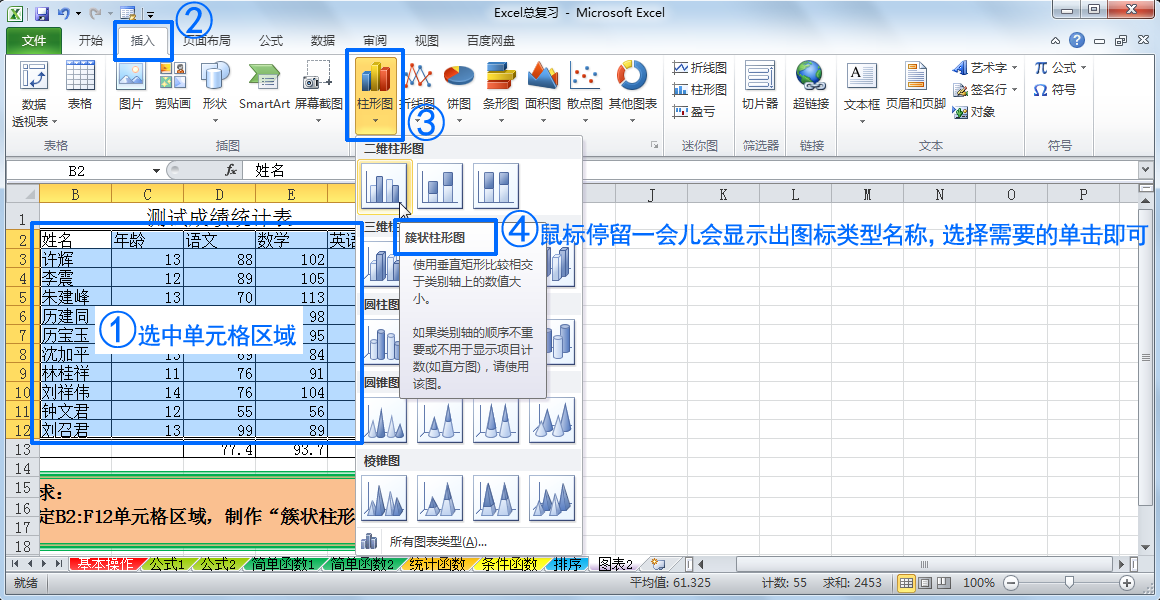 Excel总复习 - Microsoft Excel
②
文件 开始 插入 页面布局 公式 数据 审阅 视图 百度网盘
数据透视表 表格 图片 剪贴画 形状 SmartArt 屏幕截图 柱形图 折线图 饼图 条形图 面积图 散点图 其他图表 折线图 柱形图 盈亏 切片器 超链接 文本框 页眉和页脚 艺术字 签名行 对象 π 公式 Ω 符号
③
表格 插图 迷你图 筛选器 链接 文本 符号
B2 fx 姓名
二维柱形图
B C D E J K L M N O P
1 测试成绩统计表
2 姓名 年龄 语文 数学 英语
3 许辉 13 88 102
4 李震 12 89 105
5 朱建峰 13 70 113
6 历建同 98
7 历宝玉 95
8 沈加平 13 69 84
9 林桂祥 11 76 91
10 刘祥伟 14 76 104
11 钟文君 12 55 56
12 刘召君 13 99 89
13 77.4 93.7
14
15 求：
16 定B2:F12单元格区域，制作“簇状柱形
17
18
①选中单元格区域
三维柱
簇状柱形图
④鼠标停留一会儿会显示出图标类型名称，选择需要的单击即可
使用垂直矩形比较相交
于类别轴上的数值大
小。
如果类别轴的顺序不重
要或不用于显示项目计
数(如直方图)，请使用
该图。
圆柱图
圆锥图
棱锥图
所有图表类型(A)...
基本操作 公式1 公式2 简单函数1 简单函数2 统计函数 条件函数 排序 图表2
就绪 平均值: 61.325 计数: 55 求和: 2453 100%